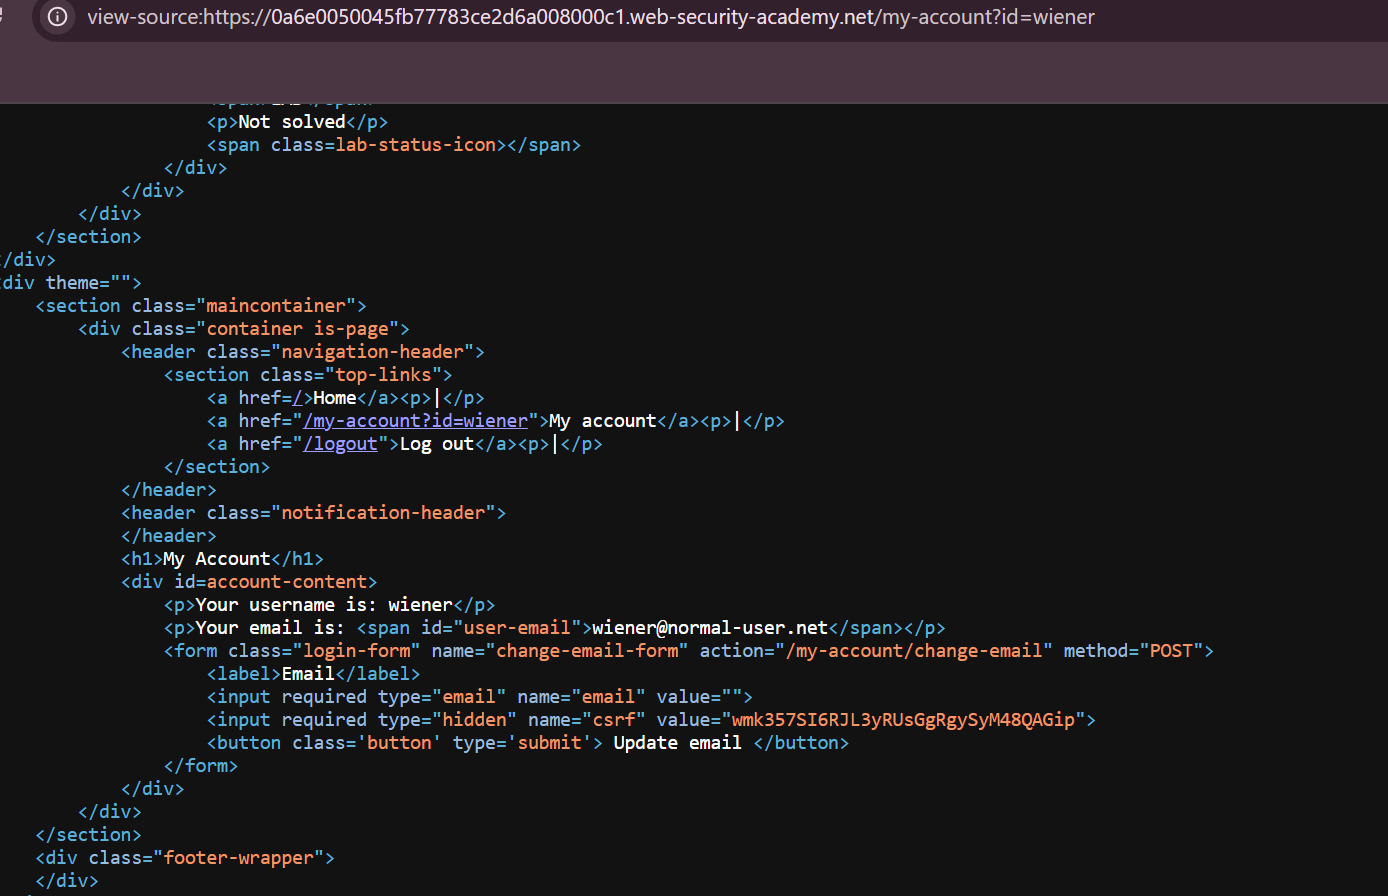 view-source:https://0a6e0050045fb77783ce2d6a008000c1.web-security-academy.net/my-account?id=wiener
<p>Not solved</p>
<span class=lab-status-icon></span>
</div>
</div>
</div>
</section>
/div>
div theme="">
<section class="maincontainer">
<div class="container is-page">
<header class="navigation-header">
<section class="top-links">
<a href=/>Home</a><p>|</p>
<a href="/my-account?id=wiener">My account</a><p>|</p>
<a href="/logout">Log out</a><p>|</p>
</section>
</header>
<header class="notification-header">
</header>
<h1>My Account</h1>
<div id=account-content>
<p>Your username is: wiener</p>
<p>Your email is: <span id="user-email">wiener@normal-user.net</span></p>
<form class="login-form" name="change-email-form" action="/my-account/change-email" method="POST">
<label>Email</label>
<input required type="email" name="email" value="">
<input required type="hidden" name="csrf" value="wmk357SI6RJL3yRUsGgRgySyM48QAGip">
<button class='button' type='submit'> Update email </button>
</form>
</div>
</div>
</section>
<div class="footer-wrapper">
</div>